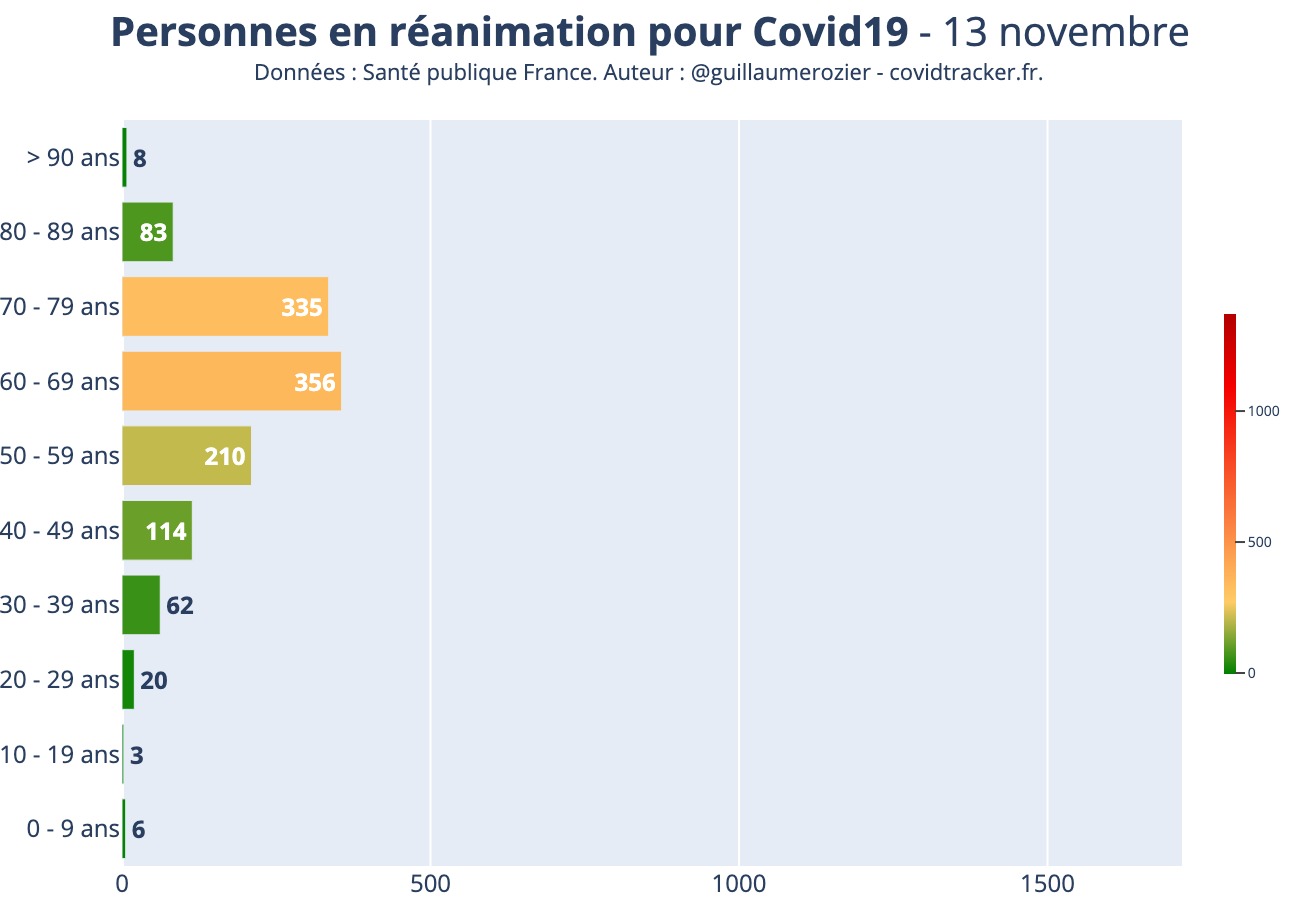 Personnes en réanimation pour Covid19 - 13 novembre
Données : Santé publique France. Auteur : @guillaumerozier - covidtracker.fr.
> 90 ans 8
80 - 89 ans 83
70 - 79 ans 335
60 - 69 ans 356
50 - 59 ans 210
40 - 49 ans 114
30 - 39 ans 62
20 - 29 ans 20
10 - 19 ans 3
0 - 9 ans 6
0 500 1000 1500
1000
500
0